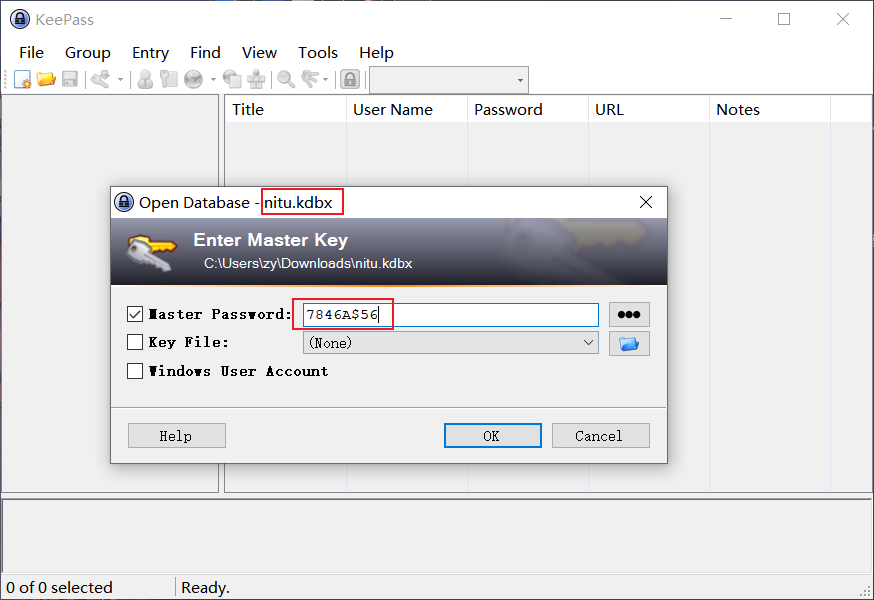 KeePass
File Group Entry Find View Tools Help
Title User Name Password URL Notes
Open Database - nitu.kdbx
Enter Master Key
C:\Users\zy\Downloads\nitu.kdbx
Master Password: 7846A$56
Key File: (None)
Windows User Account
Help OK Cancel
0 of 0 selected Ready.